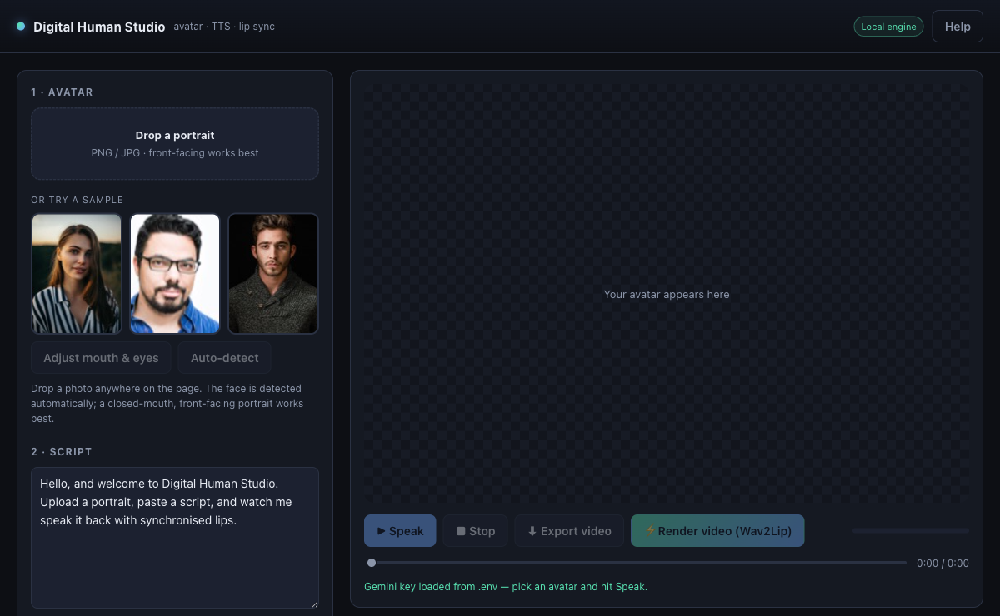 Digital Human Studio avatar · TTS · lip sync
Local engine
Help
1 · AVATAR
Drop a portrait
PNG / JPG · front-facing works best
OR TRY A SAMPLE
Adjust mouth & eyes
Auto-detect
Drop a photo anywhere on the page. The face is detected
automatically; a closed-mouth, front-facing portrait works
best.
2 · SCRIPT
Hello, and welcome to Digital Human Studio.
Upload a portrait, paste a script, and watch me
speak it back with synchronised lips.
Your avatar appears here
▶ Speak
■ Stop
⬇ Export video
⚡Render video (Wav2Lip)
0:00 / 0:00
Gemini key loaded from .env — pick an avatar and hit Speak.